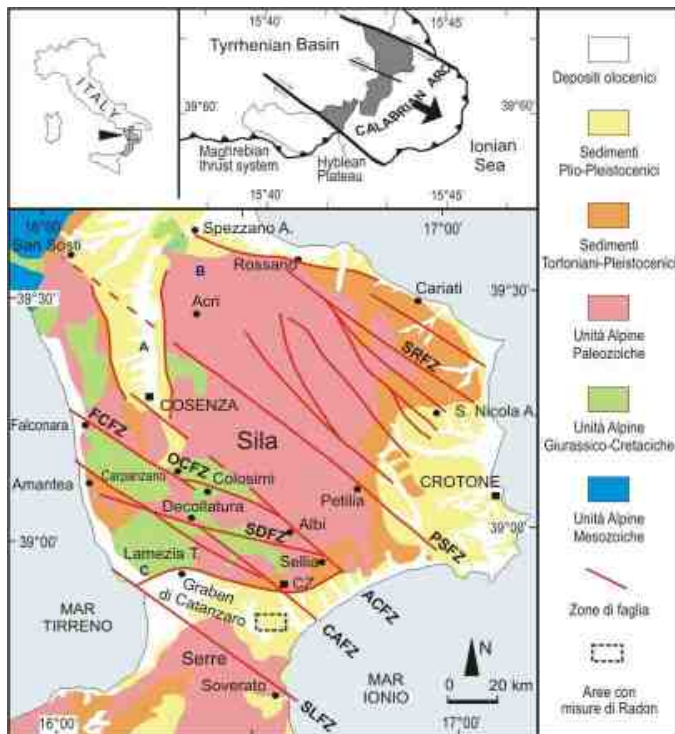 ITALY
15°40'
15°45'
Tyrrhenian Basin
39°60'
CALABRIAN ARC
39°60'
Maghrebian
thrust system
Hyblean
Plateau
Ionian
Sea
15°40'
15°45'
16°00'
17°00'
San Sosti
Spezzano A.
B
Rossano
39°30'
Acri
Cariati
39°30'
A
SRFZ
COSENZA
S. Nicola A.
Falconara
FCFZ
Sila
OCFZ
CROTONE
Amantea
Carpanzano
Colosimi
Petilia
Decollatura
Albi
39°00'
39°00'
SDFZ
PSFZ
Lamezia T.
Sellia
C
CZ
Graben
di Catanzaro
ACFZ
MAR
TIRRENO
CAFZ
N
Serre
MAR
IONIO
Soverato
0 20 km
SLFZ
16°00'
17°00'
Depositi olocenici
Sedimenti
Plio-Pleistocenici
Sedimenti
Tortoniani-Pleistocenici
Unità Alpine
Paleozoiche
Unità Alpine
Giurassico-Cretaciche
Unità Alpine
Mesozoiche
Zone di faglia
Aree con
misure di Radon